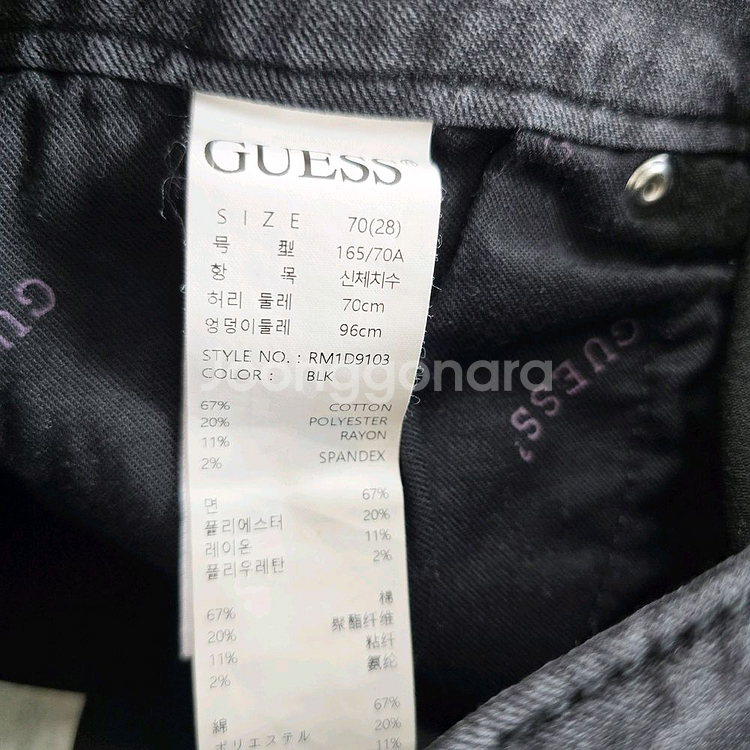 GUESS®
SIZE 70(28)
号 型 165/70A
항 목 신체치수
허리 둘레 70cm
엉덩이둘레 96cm
STYLE NO. : RM1D9103
COLOR : BLK
Joonggonara
67% COTTON
20% POLYESTER
11% RAYON
2% SPANDEX
GUESS?
GU
면 67%
폴리에스터 20%
레이온 11%
폴리우레탄 2%
67% 棉
20% 聚酯纤维
11% 粘纤
2% 氨纶
綿 67%
ポリエステル 20%
11%